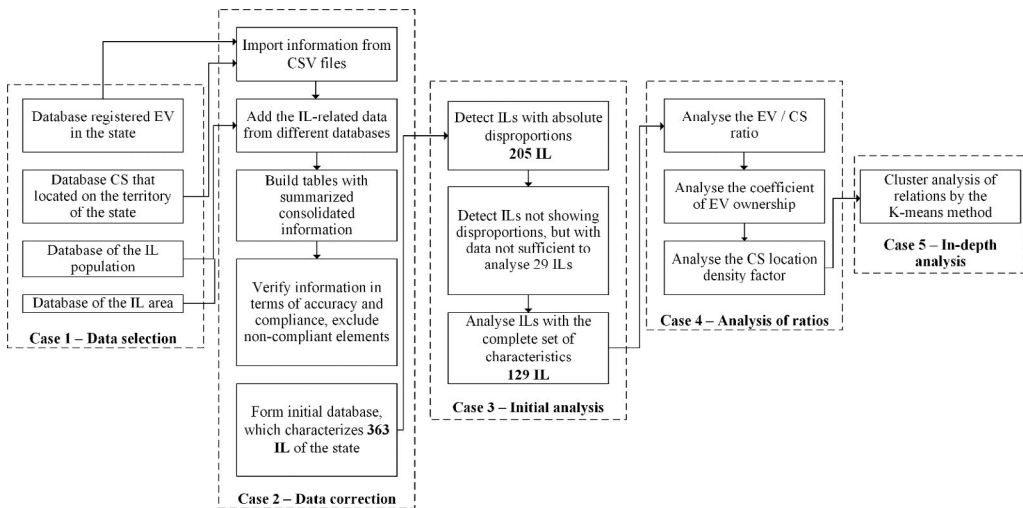 Database registered EV
in the state
Database CS that
located on the territory
of the state
Database of the IL
population
Database of the IL area
Case 1 – Data selection
Import information from
CSV files
Add the IL-related data
from different databases
Build tables with
summarized
consolidated
information
Verify information in
terms of accuracy and
compliance, exclude
non-compliant elements
Form initial database,
which characterizes 363
IL of the state
Case 2 – Data correction
Detect ILs with absolute
disproportions
205 IL
Detect ILs not showing
disproportions, but with
data not sufficient to
analyse 29 ILs
Analyse ILs with the
complete set of
characteristics
129 IL
Case 3 – Initial analysis
Analyse the EV / CS
ratio
Analyse the coefficient
of EV ownership
Analyse the CS location
density factor
Case 4 – Analysis of ratios
Cluster analysis of
relations by the
K-means method
Case 5 – In-depth
analysis